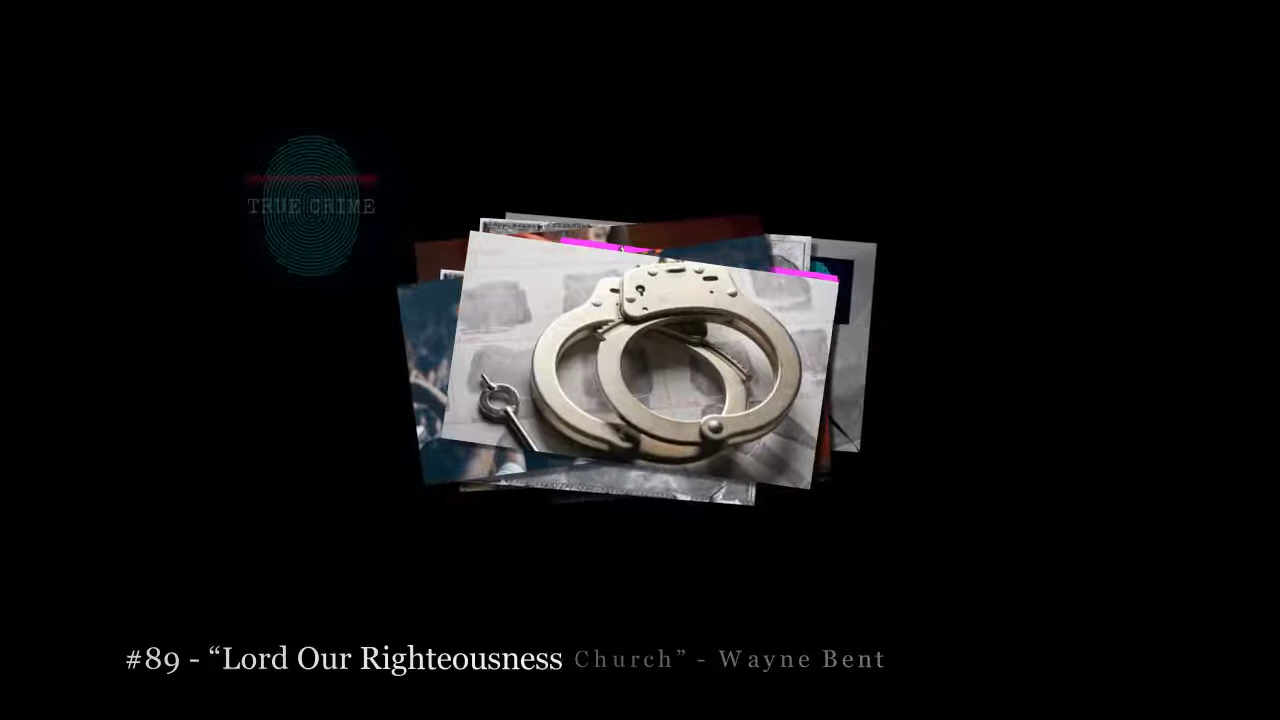 TRUE CRIME
#89 - “Lord Our Righteousness Church” - Wayne Bent